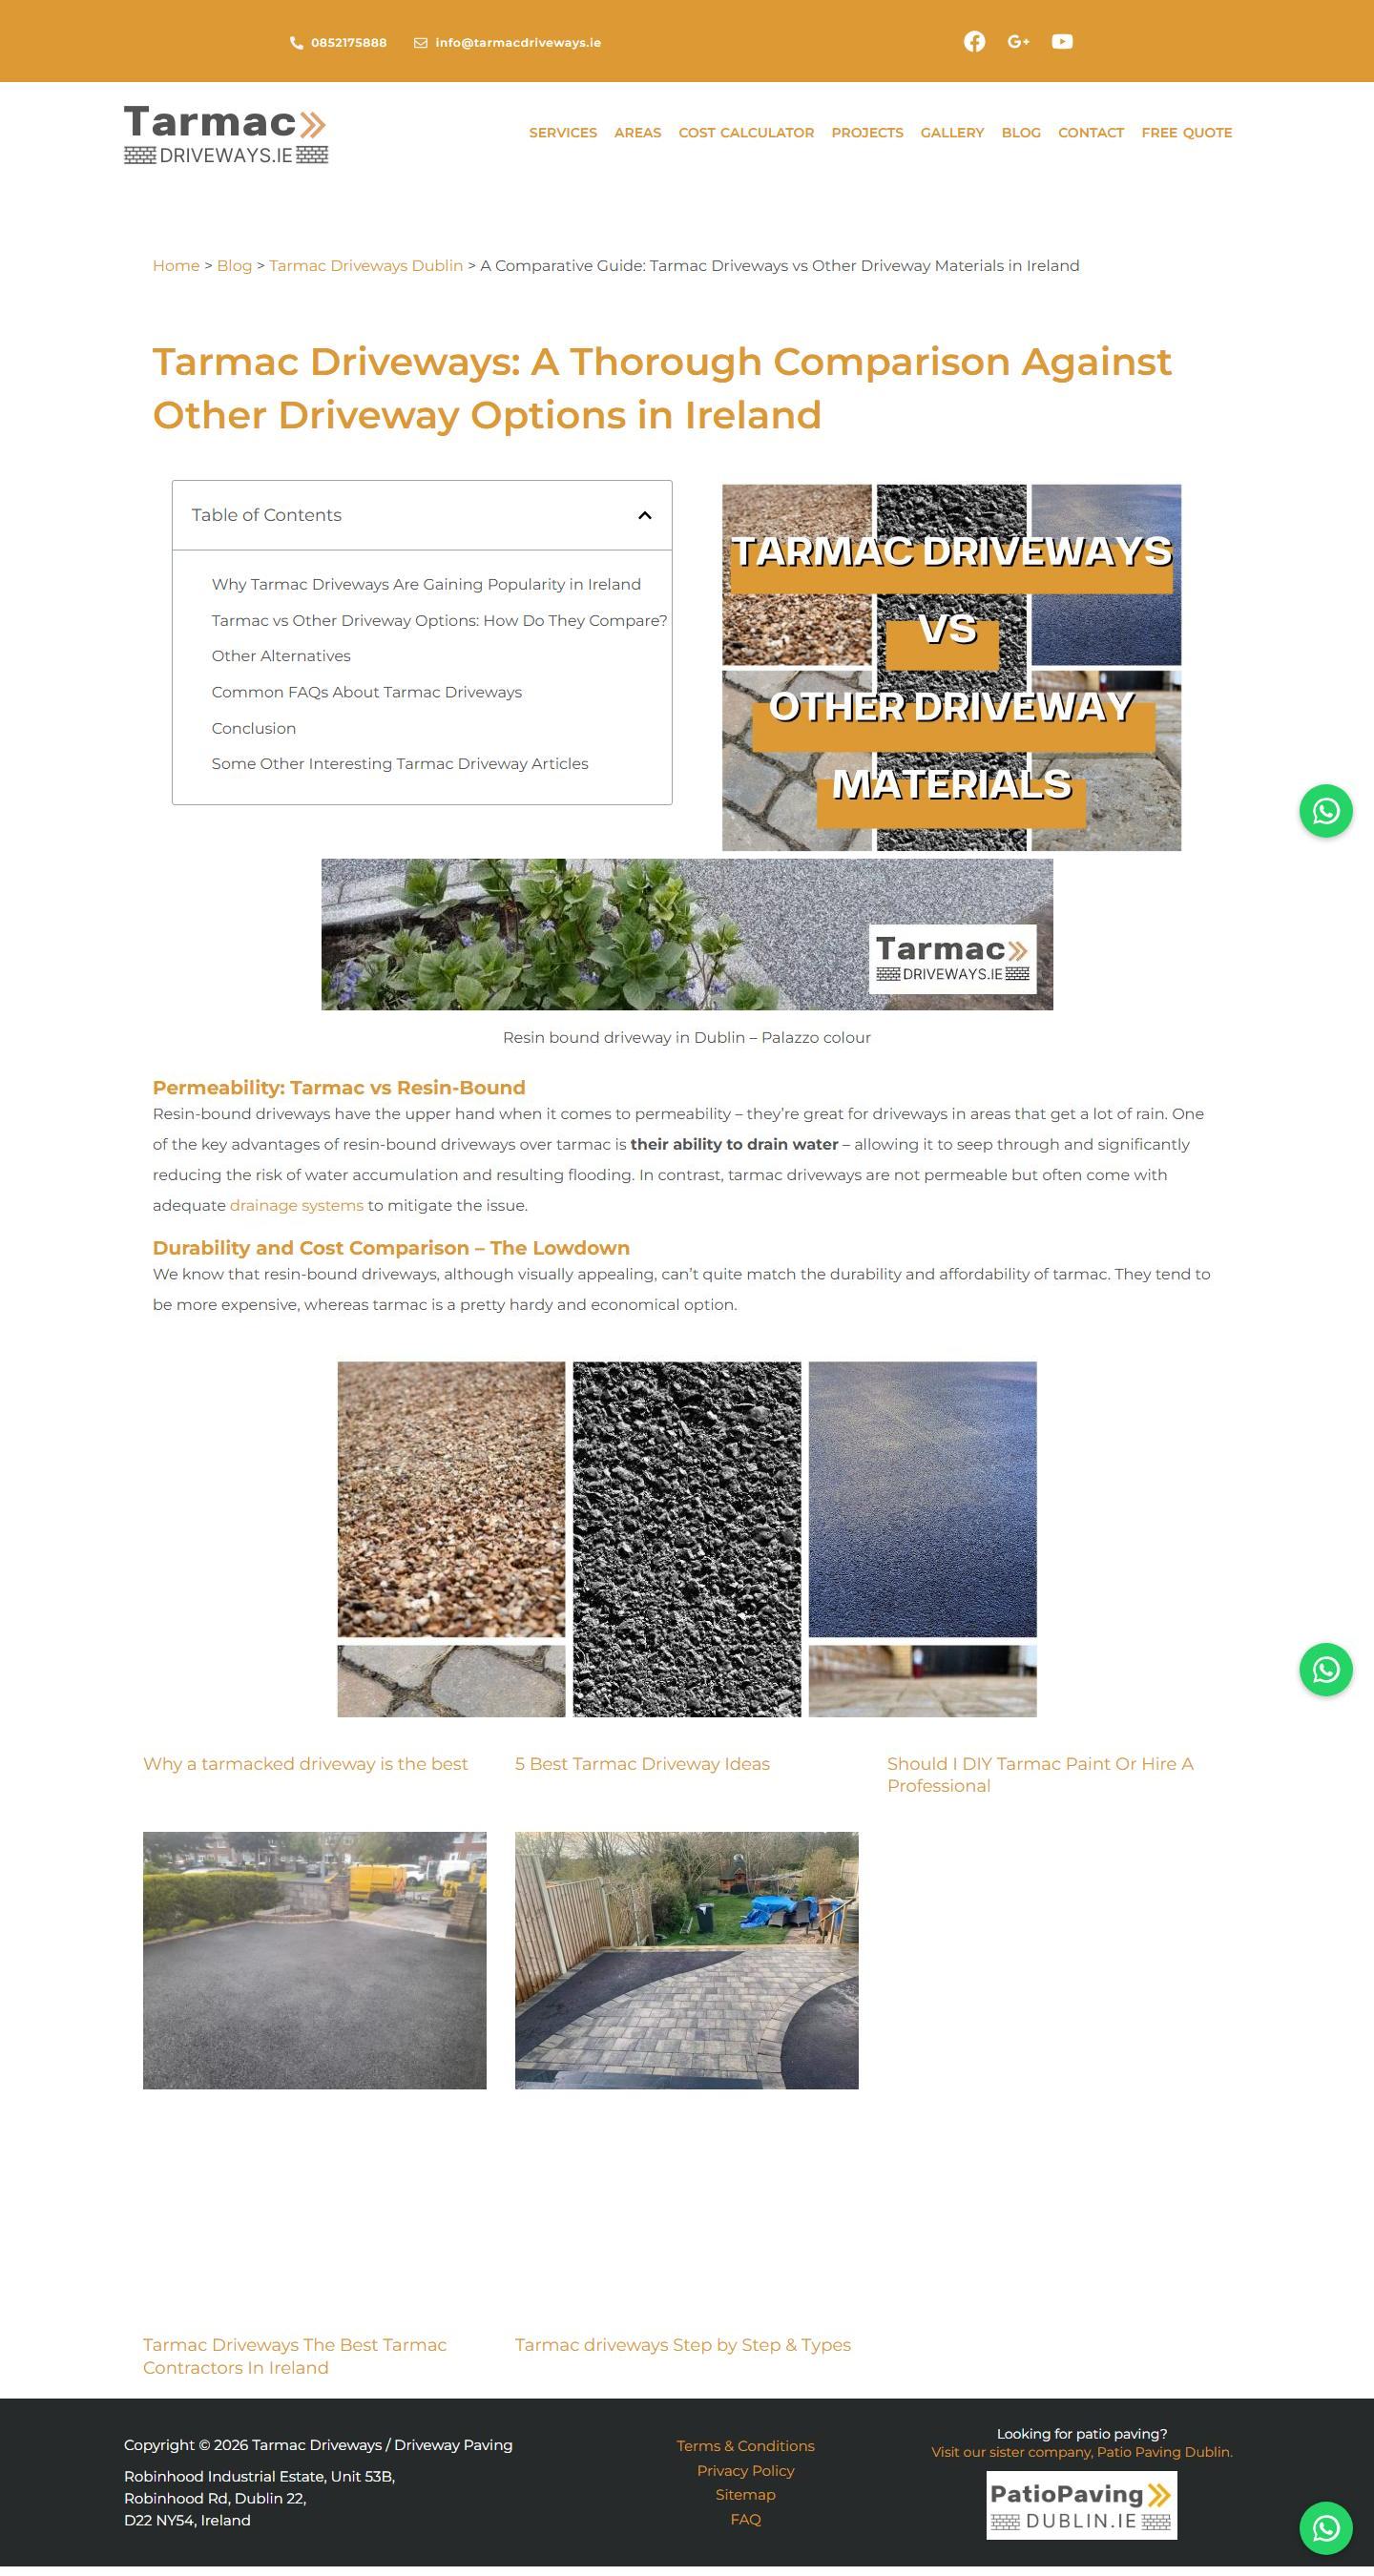 0852175888
info@tarmacdriveways.ie
Tarmac
DRIVEWAYS.IE
SERVICES AREAS COST CALCULATOR PROJECTS GALLERY BLOG CONTACT FREE QUOTE
Home > Blog > Tarmac Driveways Dublin > A Comparative Guide: Tarmac Driveways vs Other Driveway Materials in Ireland
Tarmac Driveways: A Thorough Comparison Against
Other Driveway Options in Ireland
Table of Contents
Why Tarmac Driveways Are Gaining Popularity in Ireland
Tarmac vs Other Driveway Options: How Do They Compare?
Other Alternatives
Common FAQs About Tarmac Driveways
Conclusion
Some Other Interesting Tarmac Driveway Articles
TARMAC DRIVEWAYS
VS
OTHER DRIVEWAY
MATERIALS
Tarmac
DRIVEWAYS.IE
Resin bound driveway in Dublin – Palazzo colour
Permeability: Tarmac vs Resin-Bound
Resin-bound driveways have the upper hand when it comes to permeability – they’re great for driveways in areas that get a lot of rain. One
of the key advantages of resin-bound driveways over tarmac is their ability to drain water – allowing it to seep through and significantly
reducing the risk of water accumulation and resulting flooding. In contrast, tarmac driveways are not permeable but often come with
adequate drainage systems to mitigate the issue.
Durability and Cost Comparison – The Lowdown
We know that resin-bound driveways, although visually appealing, can’t quite match the durability and affordability of tarmac. They tend to
be more expensive, whereas tarmac is a pretty hardy and economical option.
Why a tarmacked driveway is the best
5 Best Tarmac Driveway Ideas
Should I DIY Tarmac Paint Or Hire A
Professional
Tarmac Driveways The Best Tarmac
Contractors In Ireland
Tarmac driveways Step by Step & Types
Copyright © 2026 Tarmac Driveways / Driveway Paving
Robinhood Industrial Estate, Unit 53B,
Robinhood Rd, Dublin 22,
D22 NY54, Ireland
Terms & Conditions
Privacy Policy
Sitemap
FAQ
Looking for patio paving?
Visit our sister company, Patio Paving Dublin.
PatioPaving
DUBLIN.IE